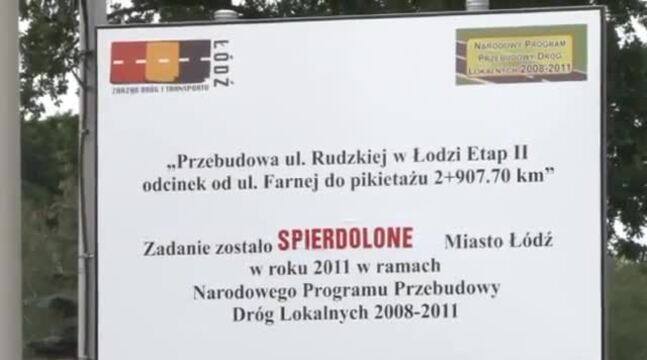 ZARZĄD DRÓG I TRANSPORTU
ŁÓDŹ
NARODOWY PROGRAM
PRZEBUDOWY DRÓG
LOKALNYCH 2008-2011
„Przebudowa ul. Rudzkiej w Łodzi Etap II
odcinek od ul. Farnej do pikietażu 2+907.70 km”
Zadanie zostało SPIERDOLONE Miasto Łódź
w roku 2011 w ramach
Narodowego Programu Przebudowy
Dróg Lokalnych 2008-2011